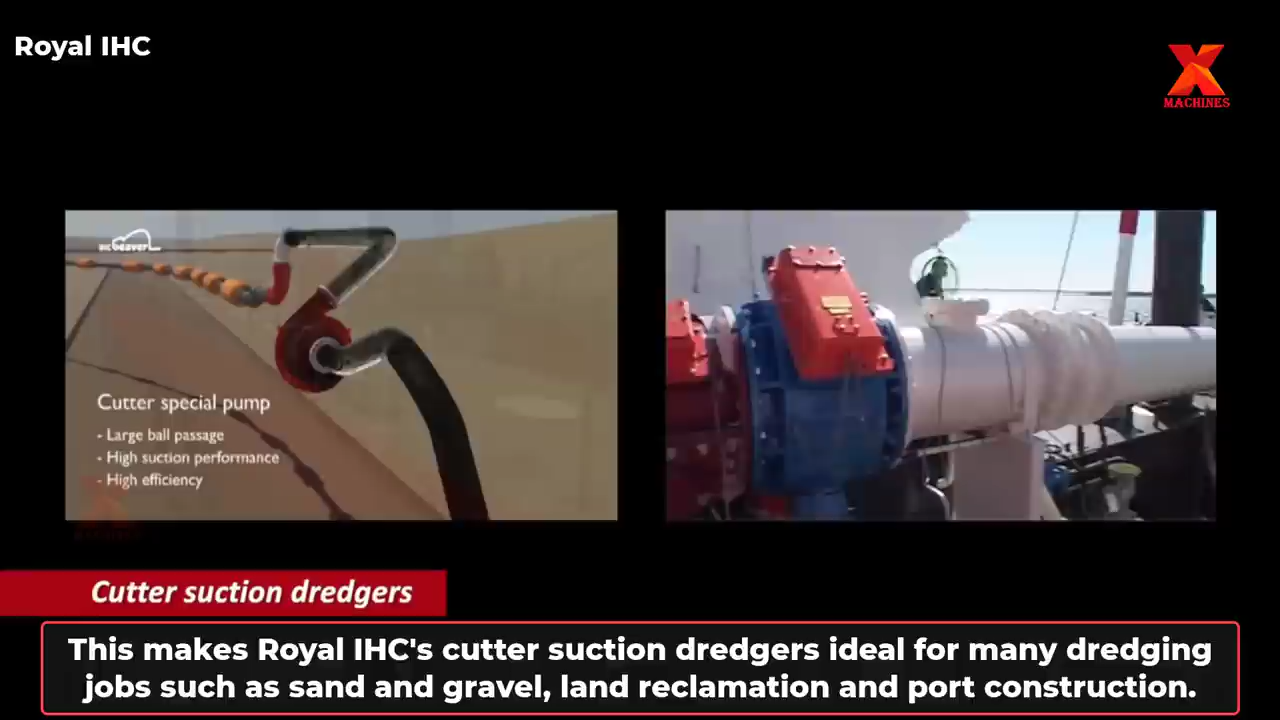 Royal IHC
X
MACHINES
Cutter special pump
- Large ball passage
- High suction performance
- High efficiency
Cutter suction dredgers
This makes Royal IHC's cutter suction dredgers ideal for many dredging
jobs such as sand and gravel, land reclamation and port construction.